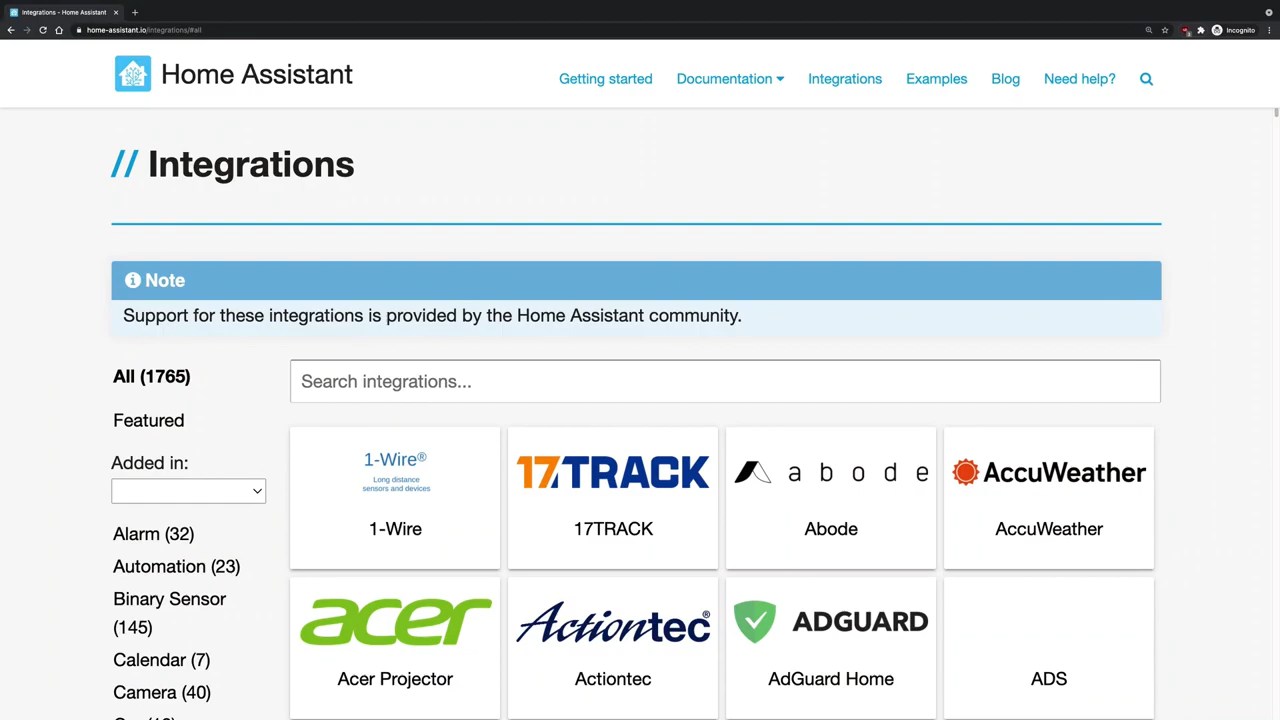 Integrations - Home Assistant
home-assistant.io/integrations/#all
Incognito
Home Assistant
Getting started
Documentation
Integrations
Examples
Blog
Need help?
// Integrations
Note
Support for these integrations is provided by the Home Assistant community.
All (1765)
Search integrations...
Featured
Added in:
Alarm (32)
Automation (23)
Binary Sensor
(145)
Calendar (7)
Camera (40)
1-Wire®
Long distance
sensors and devices
1-Wire
17TRACK
17TRACK
abode
Abode
AccuWeather
AccuWeather
acer
Acer Projector
Actiontec®
Actiontec
ADGUARD
AdGuard Home
ADS